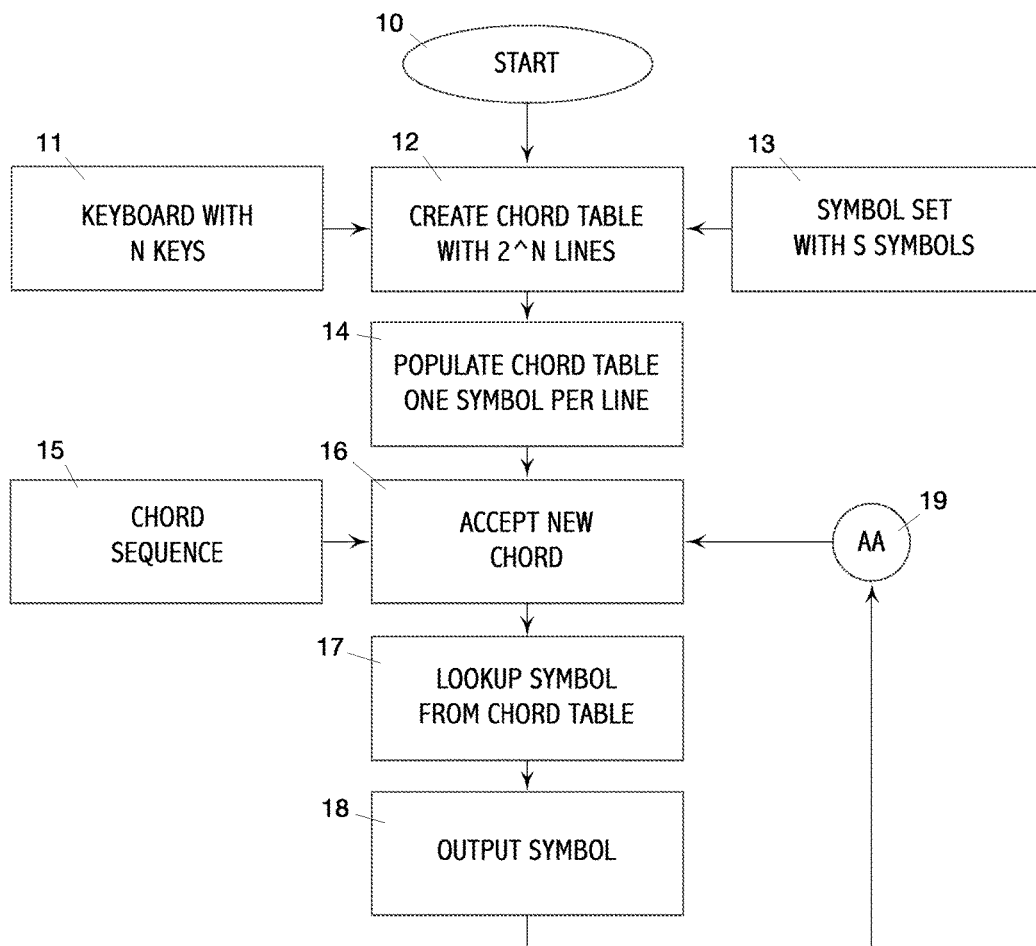 10
START
11
KEYBOARD WITH
N KEYS
12
CREATE CHORD TABLE
WITH 2^N LINES
13
SYMBOL SET
WITH S SYMBOLS
14
POPULATE CHORD TABLE
ONE SYMBOL PER LINE
15
CHORD
SEQUENCE
16
ACCEPT NEW
CHORD
19
AA
17
LOOKUP SYMBOL
FROM CHORD TABLE
18
OUTPUT SYMBOL